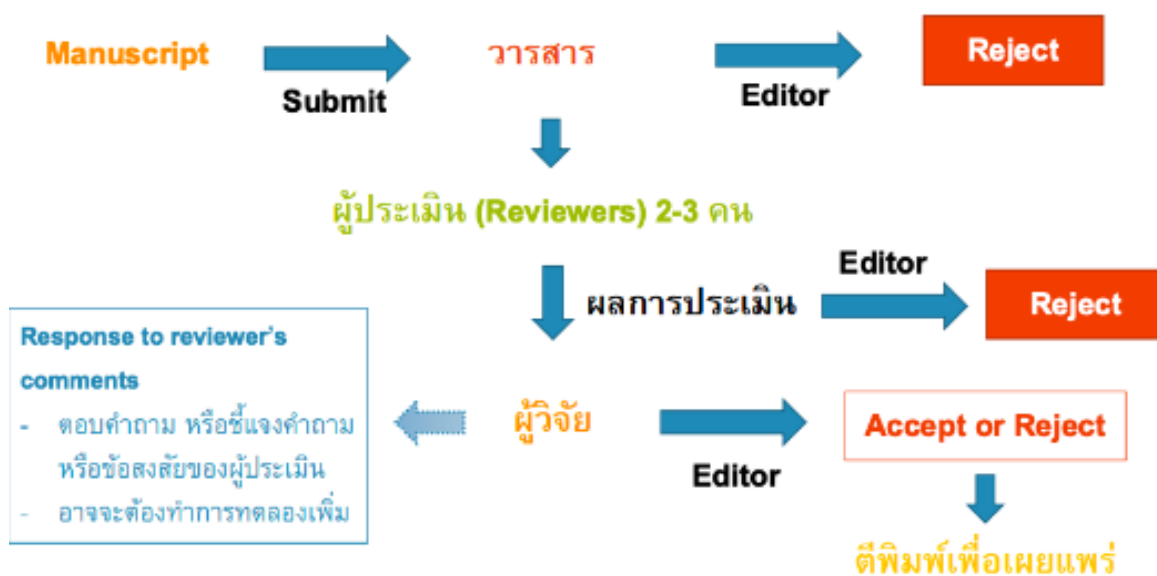 Manuscript
Submit
วารสาร
Editor
Reject
ผู้ประเมิน (Reviewers) 2-3 คน
ผลการประเมิน
Editor
Reject
Response to reviewer's
comments
- ตอบคำถาม หรือชี้แจงคำถาม
หรือข้อสงสัยของผู้ประเมิน
- อาจจะต้องทำการทดลองเพิ่ม
ผู้วิจัย
Editor
Accept or Reject
ตีพิมพ์เพื่อเผยแพร่